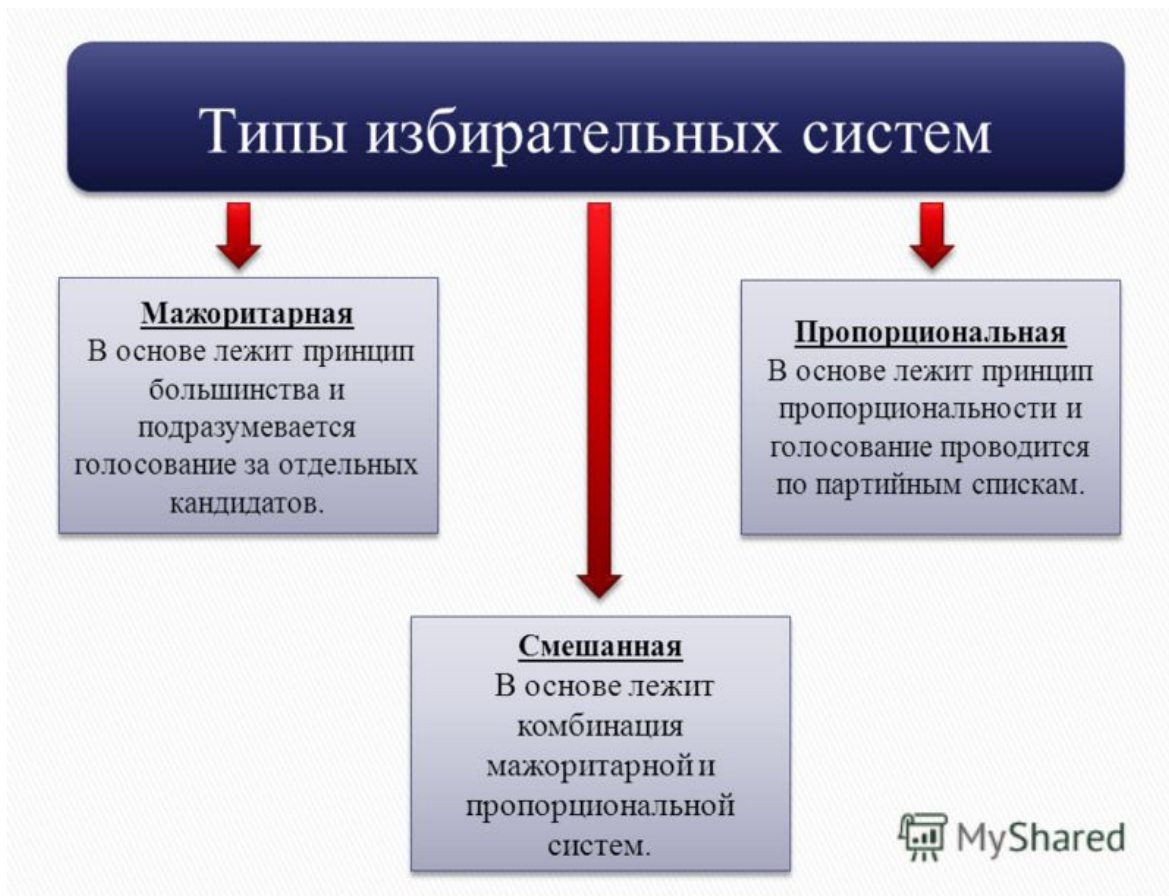 Типы избирательных систем
Мажоритарная
В основе лежит принцип
большинства и
подразумевается
голосование за отдельных
кандидатов.
Пропорциональная
В основе лежит принцип
пропорциональности и
голосование проводится
по партийным спискам.
Смешанная
В основе лежит
комбинация
мажоритарной и
пропорциональной
систем.
MyShared